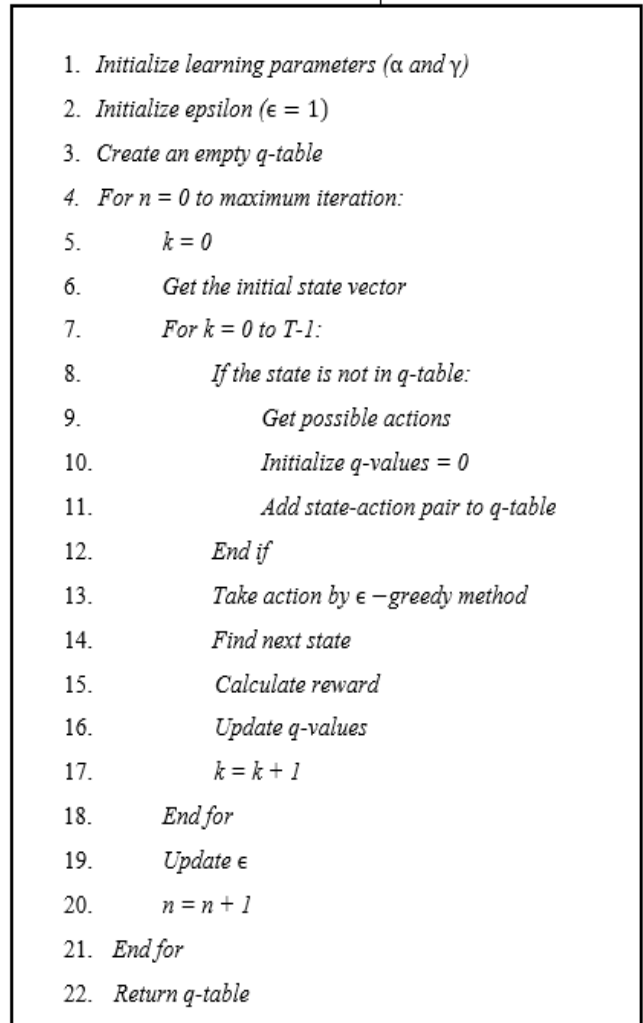 1. Initialize learning parameters (α and γ)
2. Initialize epsilon (ϵ = 1)
3. Create an empty q-table
4. For n = 0 to maximum iteration:
5. k = 0
6. Get the initial state vector
7. For k = 0 to T-1:
8. If the state is not in q-table:
9. Get possible actions
10. Initialize q-values = 0
11. Add state-action pair to q-table
12. End if
13. Take action by ϵ −greedy method
14. Find next state
15. Calculate reward
16. Update q-values
17. k = k + 1
18. End for
19. Update ϵ
20. n = n + 1
21. End for
22. Return q-table